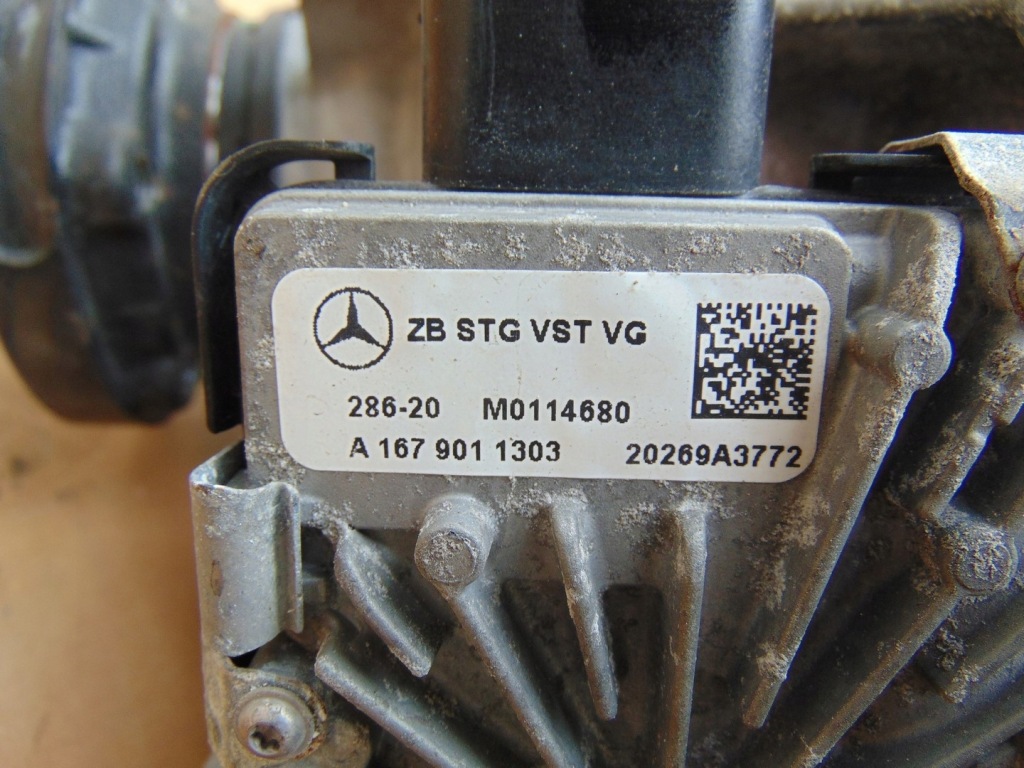 ZB STG VST VG
286-20 M0114680
A 167 901 1303 20269A3772